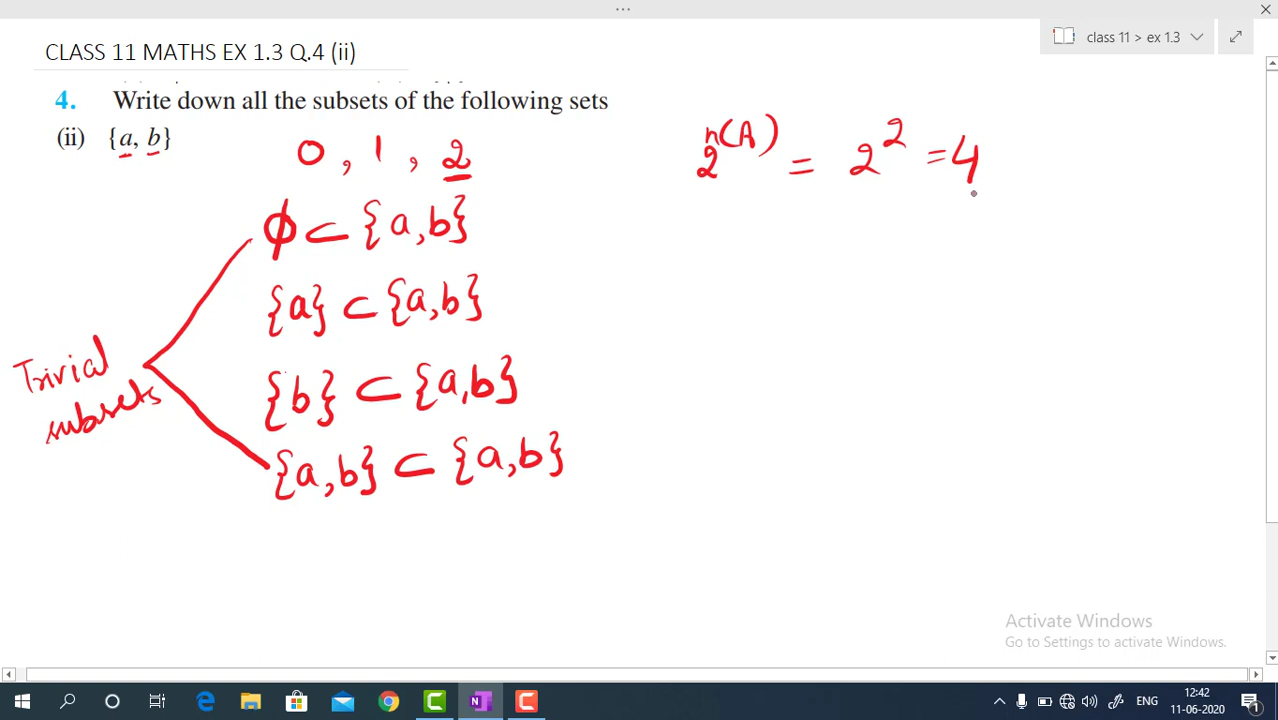 ...
CLASS 11 MATHS EX 1.3 Q.4 (ii)
class 11 > ex 1.3
4. Write down all the subsets of the following sets
(ii) {a, b}
0, 1, 2
2^n(A) = 2^2 = 4
ϕ ⊂ {a,b}
{a} ⊂ {a,b}
{b} ⊂ {a,b}
{a,b} ⊂ {a,b}
Trivial
subsets
Activate Windows
Go to Settings to activate Windows.
ENG
12:42
11-06-2020
1